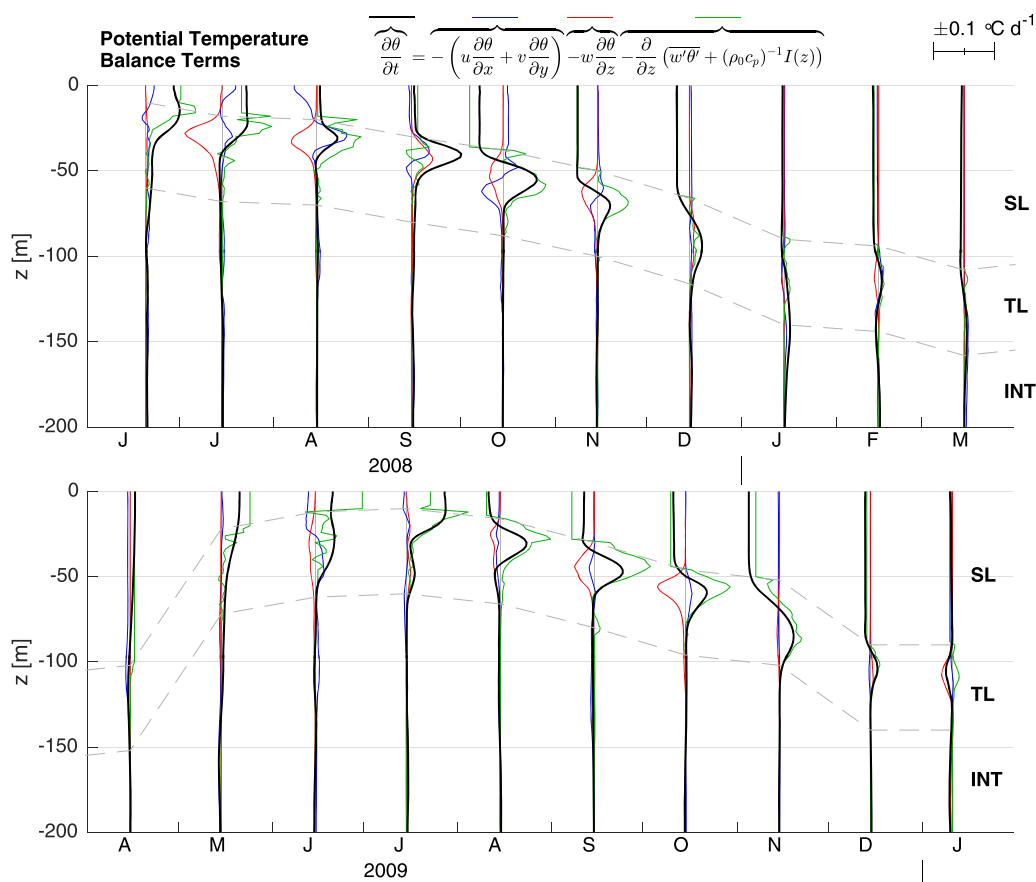 Potential Temperature
Balance Terms
∂θ/∂t = −(u ∂θ/∂x + v ∂θ/∂y) −w ∂θ/∂z −∂/∂z (w′θ′ + (ρ₀cₚ)⁻¹I(z))
±0.1 °C d⁻¹
0
-50
-100
-150
-200
z [m]
SL
TL
INT
J J A S O N D J F M
2008
0
-50
-100
-150
-200
z [m]
SL
TL
INT
A M J J A S O N D J
2009